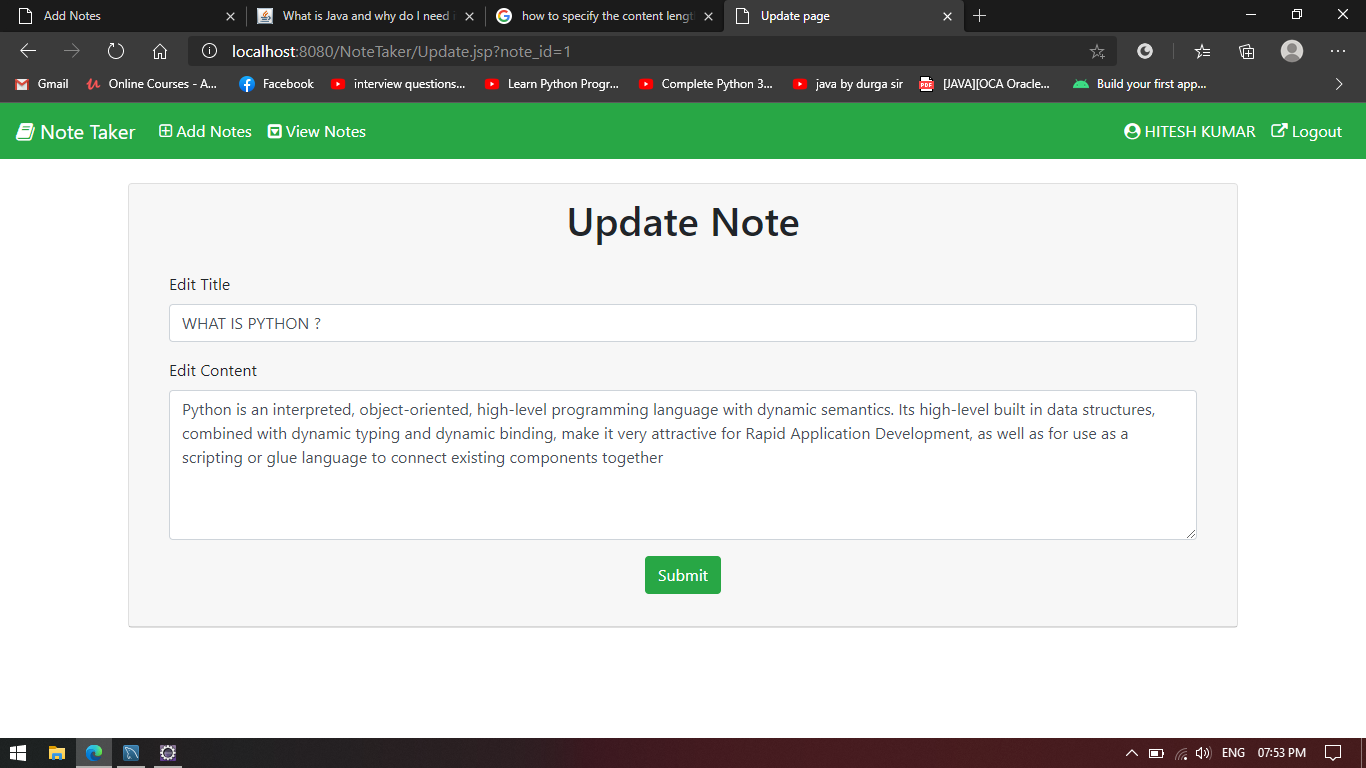 Add Notes
What is Java and why do I need
how to specify the content lengt
Update page
localhost:8080/NoteTaker/Update.jsp?note_id=1
Gmail
Online Courses - A...
Facebook
interview questions...
Learn Python Progr...
Complete Python 3...
java by durga sir
PDF
[JAVA][OCA Oracle...
Build your first app...
Note Taker
Add Notes
View Notes
HITESH KUMAR
Logout
Update Note
Edit Title
WHAT IS PYTHON ?
Edit Content
Python is an interpreted, object-oriented, high-level programming language with dynamic semantics. Its high-level built in data structures,
combined with dynamic typing and dynamic binding, make it very attractive for Rapid Application Development, as well as for use as a
scripting or glue language to connect existing components together
Submit
ENG
07:53 PM